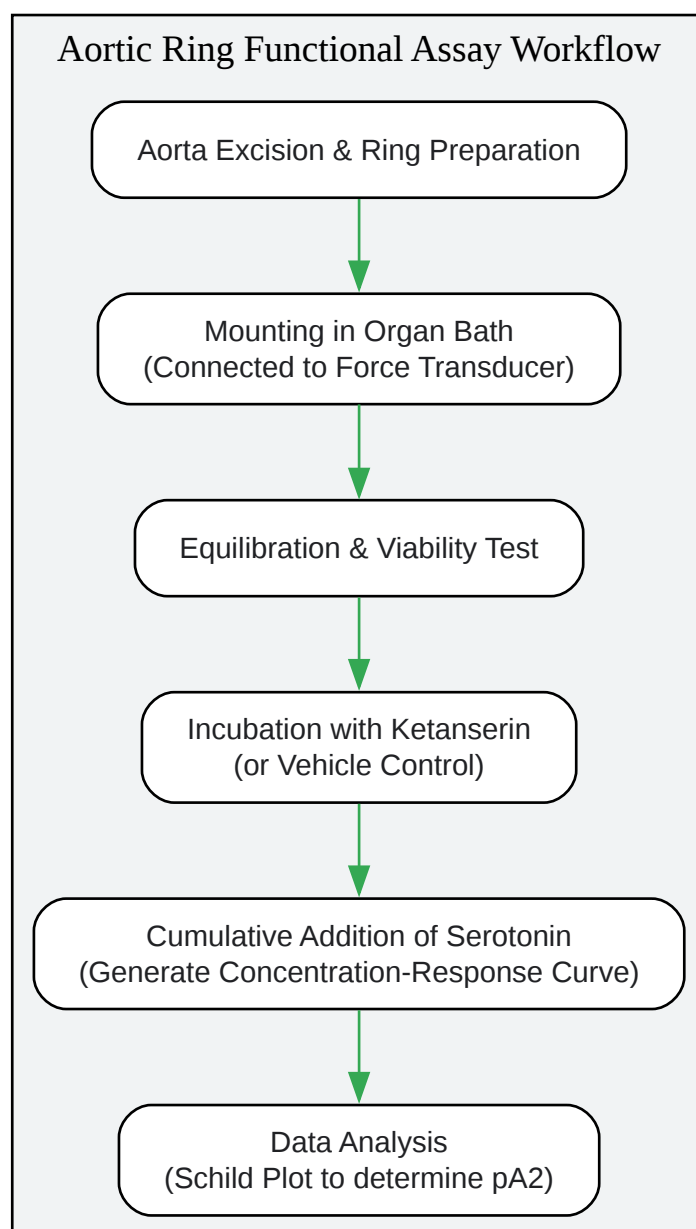 Aortic Ring Functional Assay Workflow
Aorta Excision & Ring Preparation
Mounting in Organ Bath
(Connected to Force Transducer)
Equilibration & Viability Test
Incubation with Ketanserin
(or Vehicle Control)
Cumulative Addition of Serotonin
(Generate Concentration-Response Curve)
Data Analysis
(Schild Plot to determine pA2)